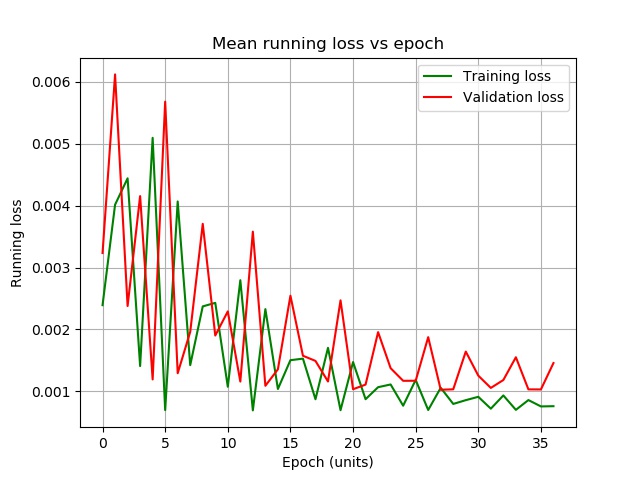 Mean running loss vs epoch
Training loss
Validation loss
Running loss
0.006
0.005
0.004
0.003
0.002
0.001
0 5 10 15 20 25 30 35
Epoch (units)